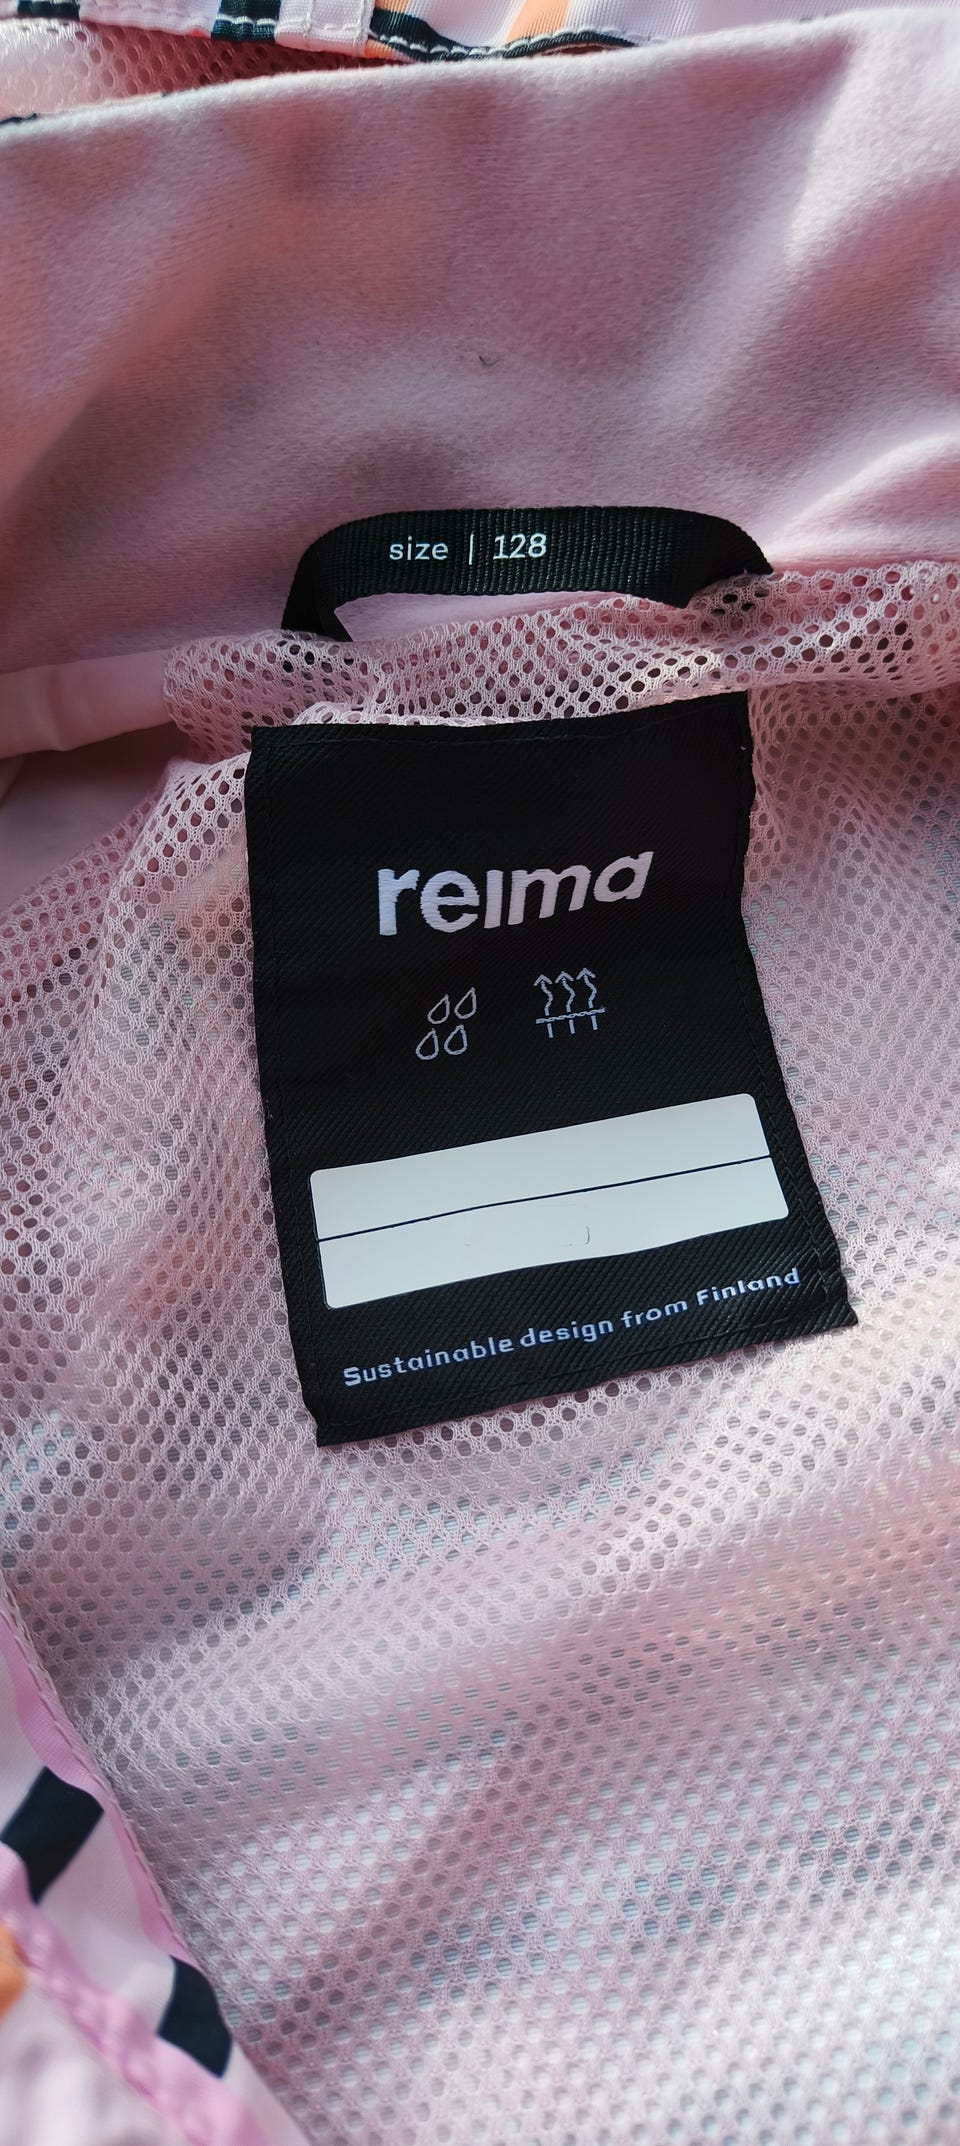 size | 128
reima
Sustainable design from Finland